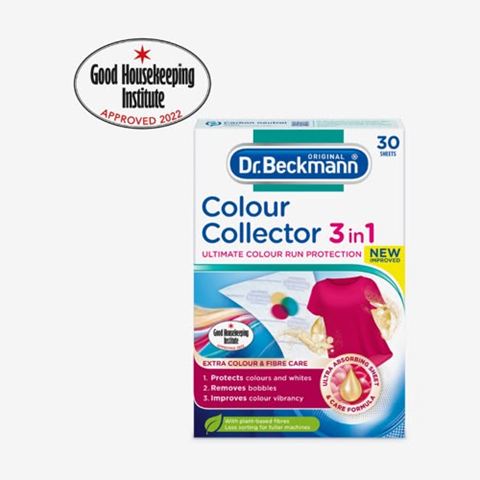 Good Housekeeping
Institute
APPROVED 2022
Carbon neutral
ORIGINAL
Dr.Beckmann®
30
SHEETS
Colour
Collector 3 in 1
ULTIMATE COLOUR RUN PROTECTION
NEW
IMPROVED
Good Housekeeping
Institute
APPROVED 2022
EXTRA COLOUR & FIBRE CARE
1. Protects colours and whites
2. Removes bobbles
3. Improves colour vibrancy
ULTRA ABSORBING SHEET
& CARE FORMULA
With plant-based fibres
Less sorting for fuller machines